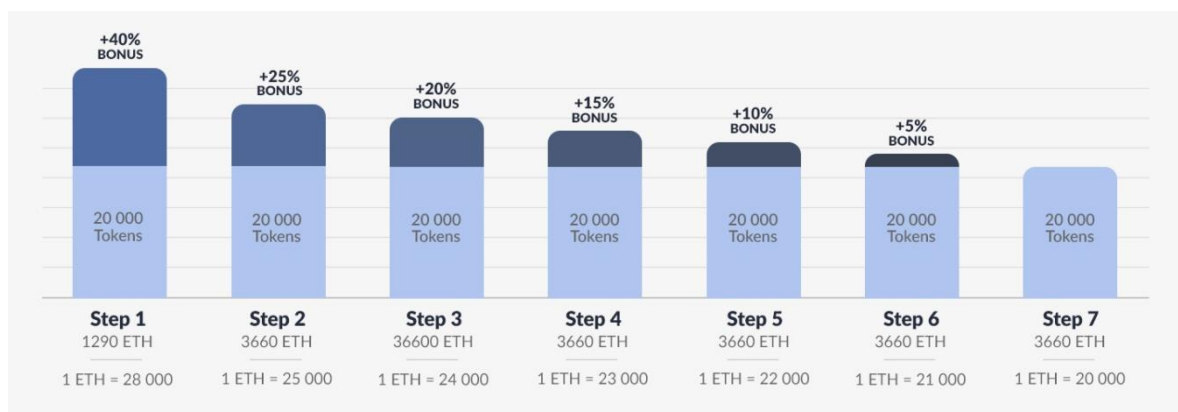 +40%
BONUS
+25%
BONUS
+20%
BONUS
+15%
BONUS
+10%
BONUS
+5%
BONUS
20 000
Tokens
20 000
Tokens
20 000
Tokens
20 000
Tokens
20 000
Tokens
20 000
Tokens
20 000
Tokens
Step 1
1290 ETH
1 ETH = 28 000
Step 2
3660 ETH
1 ETH = 25 000
Step 3
36600 ETH
1 ETH = 24 000
Step 4
3660 ETH
1 ETH = 23 000
Step 5
3660 ETH
1 ETH = 22 000
Step 6
3660 ETH
1 ETH = 21 000
Step 7
3660 ETH
1 ETH = 20 000